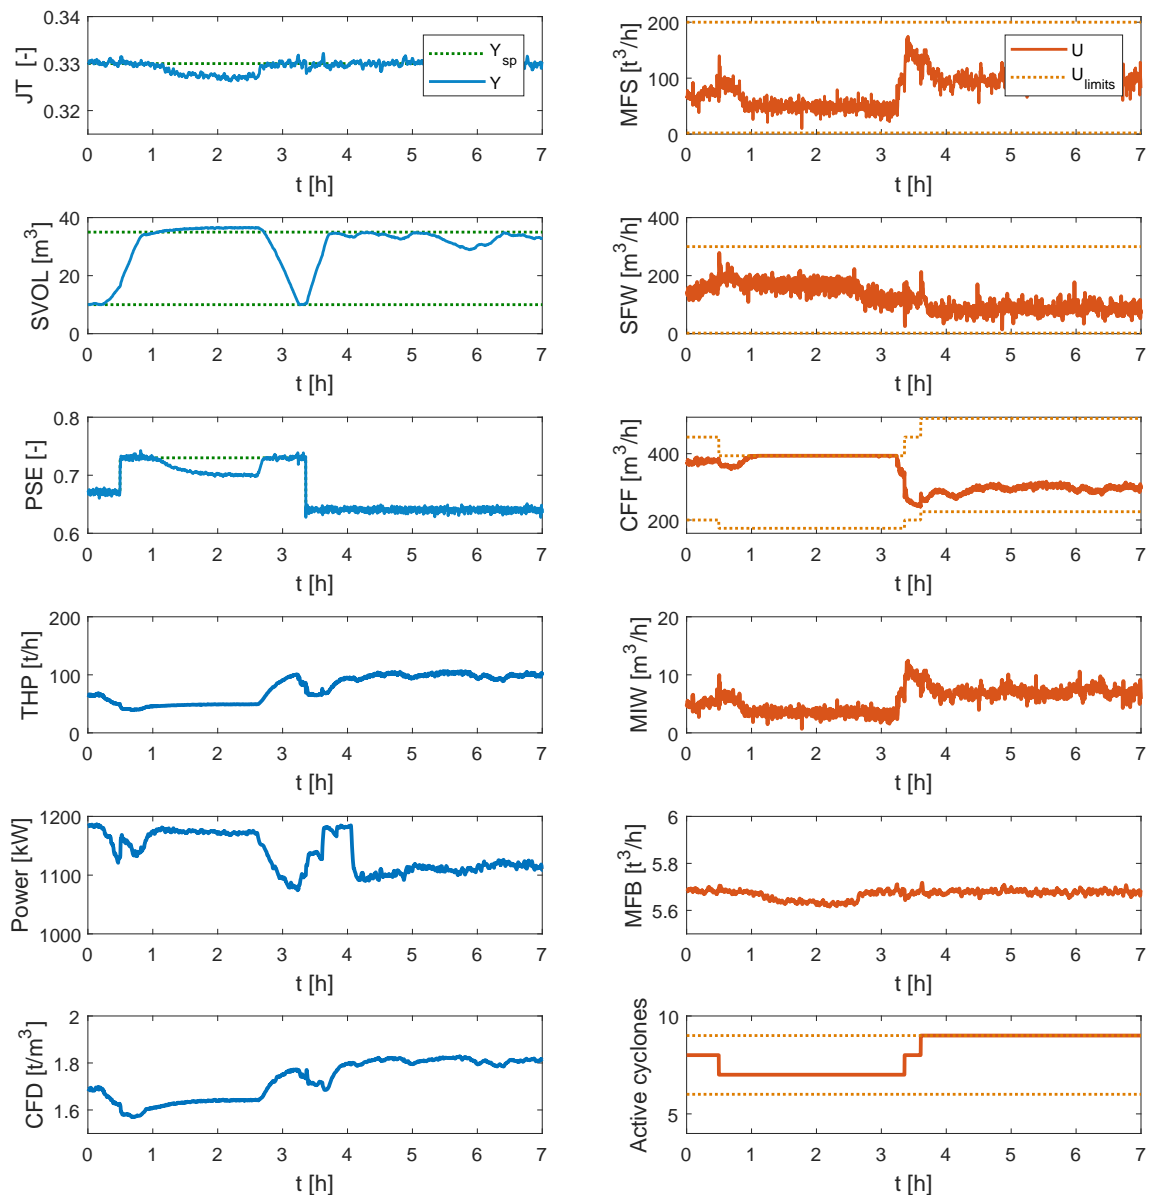 0.34
0.33
0.32
JT [-]
Y_sp
Y
0 1 2 3 4 5 6 7
t [h]
200
100
0
MFS [t^3/h]
U
U_limits
0 1 2 3 4 5 6 7
t [h]
40
20
0
SVOL [m^3]
0 1 2 3 4 5 6 7
t [h]
400
200
0
SFW [m^3/h]
0 1 2 3 4 5 6 7
t [h]
0.8
0.7
0.6
PSE [-]
0 1 2 3 4 5 6 7
t [h]
400
300
200
CFF [m^3/h]
0 1 2 3 4 5 6 7
t [h]
200
100
0
THP [t/h]
0 1 2 3 4 5 6 7
t [h]
20
10
0
MIW [m^3/h]
0 1 2 3 4 5 6 7
t [h]
1200
1100
1000
Power [kW]
0 1 2 3 4 5 6 7
t [h]
6
5.8
5.6
MFB [t^3/h]
0 1 2 3 4 5 6 7
t [h]
2
1.8
1.6
CFD [t/m^3]
0 1 2 3 4 5 6 7
t [h]
10
8
6
4
Active cyclones
0 1 2 3 4 5 6 7
t [h]